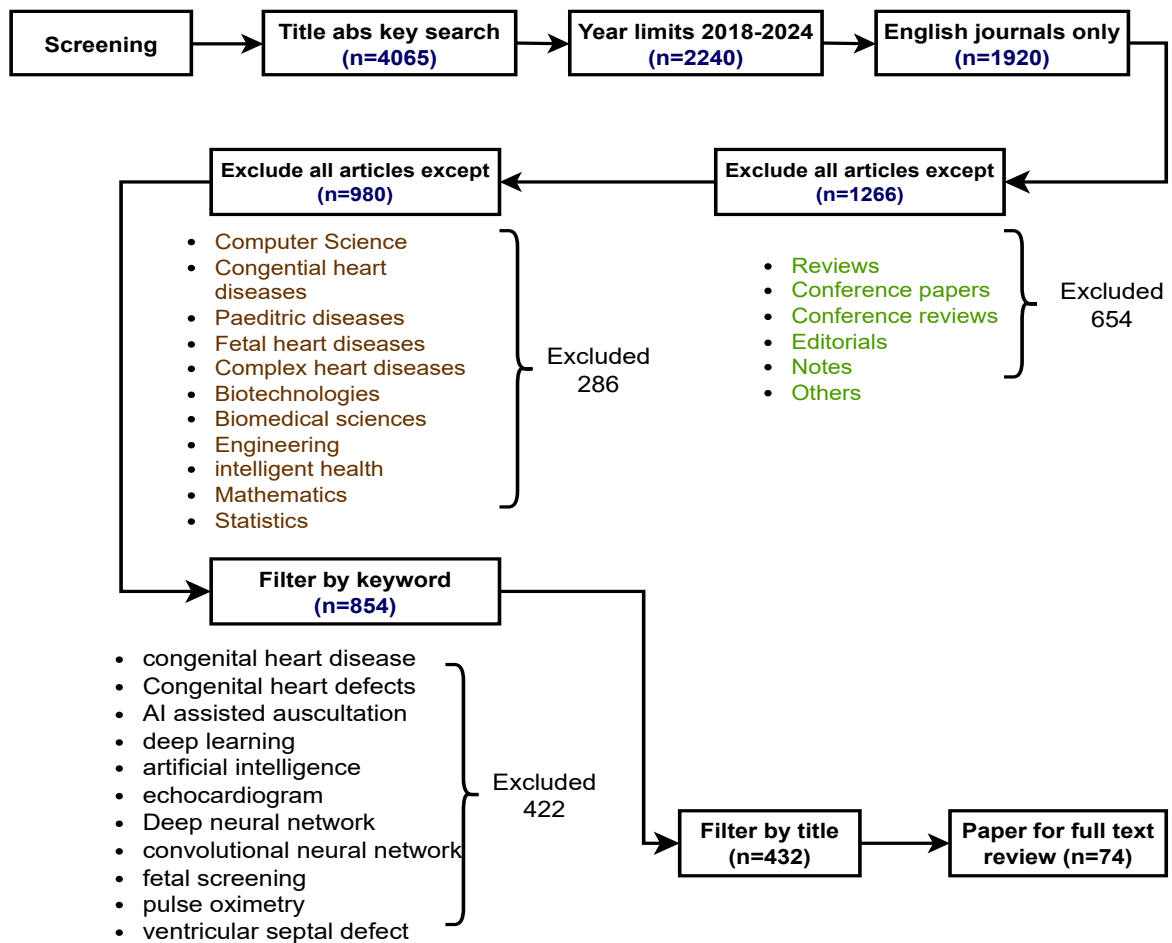 Screening
Title abs key search
(n=4065)
Year limits 2018-2024
(n=2240)
English journals only
(n=1920)
Exclude all articles except
(n=1266)
Reviews
Conference papers
Conference reviews
Editorials
Notes
Others
Excluded
654
Exclude all articles except
(n=980)
Computer Science
Congential heart
diseases
Paeditric diseases
Fetal heart diseases
Complex heart diseases
Biotechnologies
Biomedical sciences
Engineering
intelligent health
Mathematics
Statistics
Excluded
286
Filter by keyword
(n=854)
congenital heart disease
Congenital heart defects
AI assisted auscultation
deep learning
artificial intelligence
echocardiogram
Deep neural network
convolutional neural network
fetal screening
pulse oximetry
ventricular septal defect
Excluded
422
Filter by title
(n=432)
Paper for full text
review (n=74)